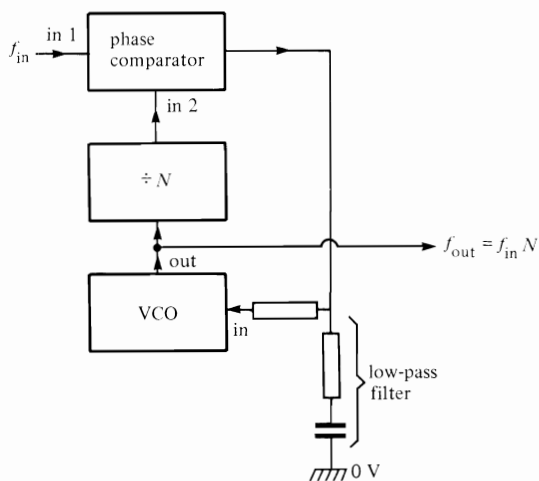 f_in
in 1
phase
comparator
in 2
÷ N
f_out = f_in N
out
VCO
in
low-pass
filter
0 V